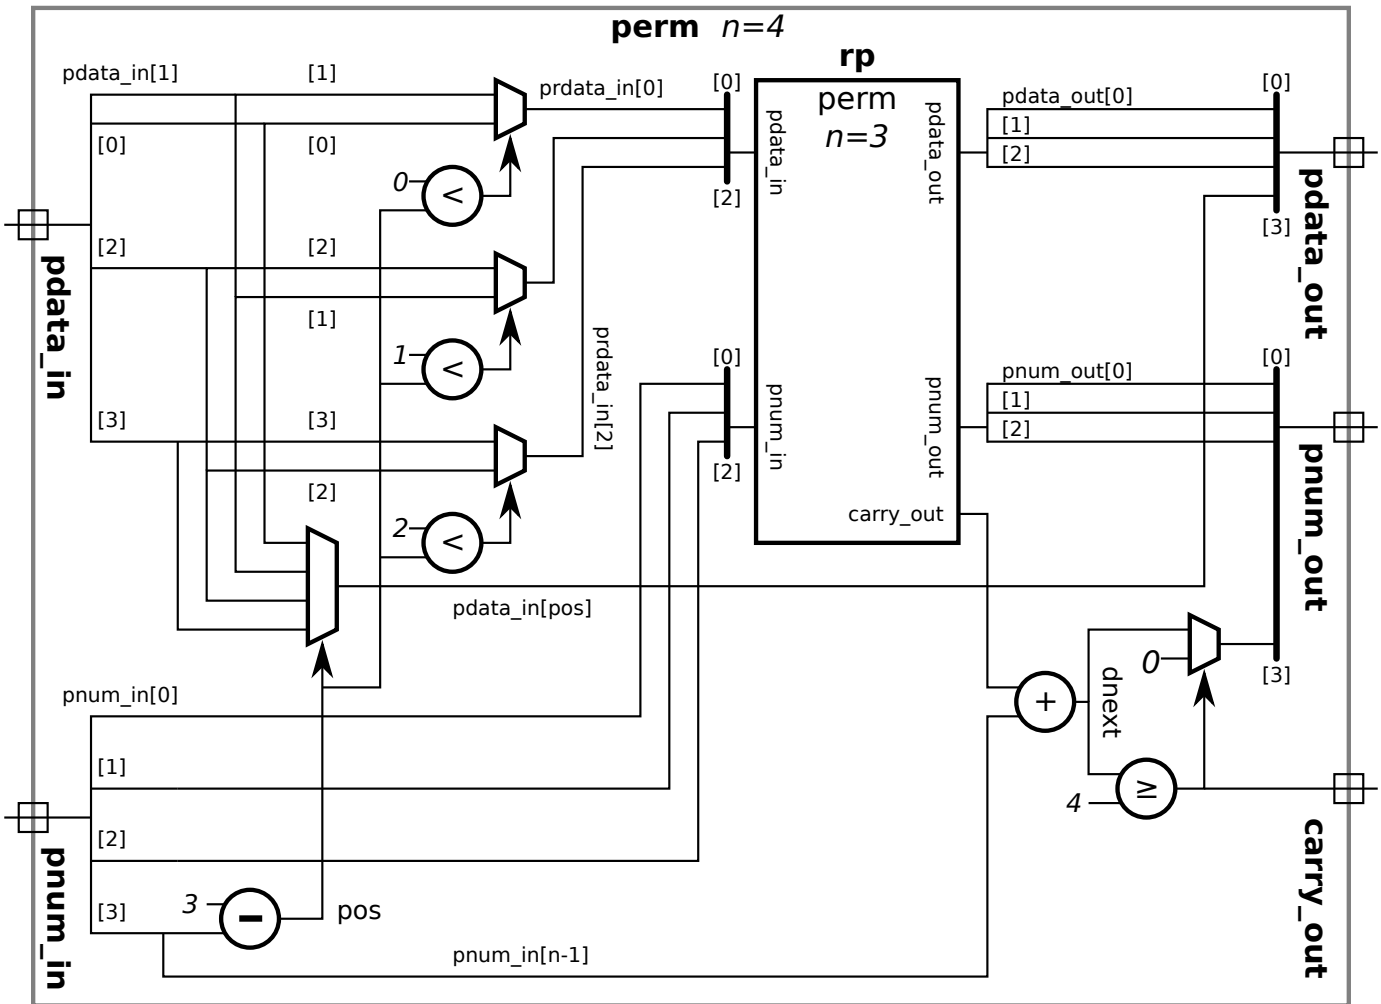 perm n=4
rp
perm
n=3
pdata_in[1]
[1]
[0]
[0]
[2]
[2]
[1]
[3]
[3]
[2]
0
<
1
<
2
<
prdata_in[0]
prdata_in[2]
[0]
[2]
[0]
[2]
pdata_in
pnum_in
pdata_out
pnum_out
carry_out
pdata_out[0]
[1]
[2]
[0]
[3]
pnum_out[0]
[1]
[2]
[0]
[3]
pdata_in
pnum_in
pdata_out
pnum_out
carry_out
pdata_in[pos]
pnum_in[0]
[1]
[2]
[3]
3
−
pos
pnum_in[n-1]
+
dnext
0
4
≥